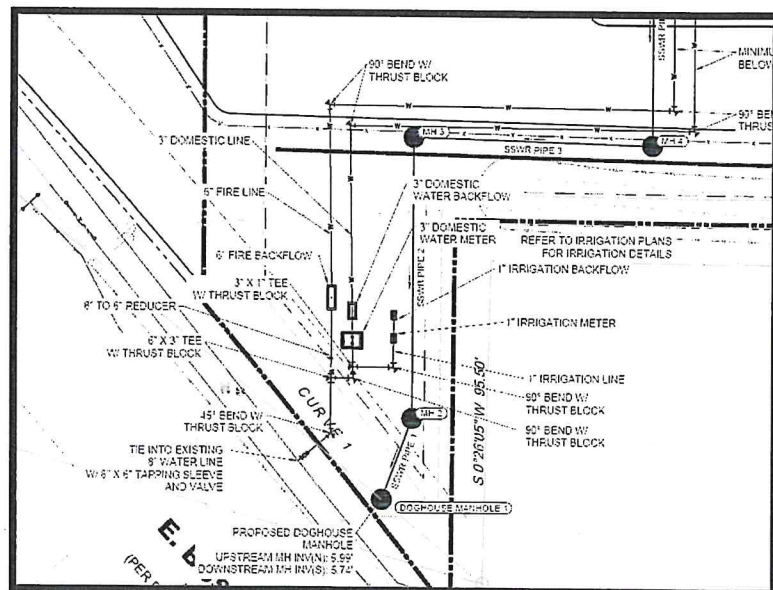 90° BEND W/
THRUST BLOCK
SSWR PIPE
MINIMU
BELOW
3" DOMESTIC LINE
MH 3
90° BEN
THRUST
MH 4
SSWR PIPE 3
6" FIRE LINE
3" DOMESTIC
WATER BACKFLOW
3" DOMESTIC
WATER METER
SSWR PIPE 2
REFER TO IRRIGATION PLANS
FOR IRRIGATION DETAILS
6" FIRE BACKFLOW
3" X 1" TEE
W/ THRUST BLOCK
1" IRRIGATION BACKFLOW
8" TO 6" REDUCER
6" X 3" TEE
W/ THRUST BLOCK
1" IRRIGATION METER
1" IRRIGATION LINE
90° BEND W/
THRUST BLOCK
CURVE 1
MH 2
45° BEND W/
THRUST BLOCK
90° BEND W/
THRUST BLOCK
S 0°26'05" W 95.50'
TIE INTO EXISTING
8" WATER LINE
W/ 8" X 6" TAPPING SLEEVE
AND VALVE
SSWR PIPE 1
DOGHOUSE MANHOLE 1
PROPOSED DOGHOUSE
MANHOLE
UPSTREAM MH INV(N): 5.99'
DOWNSTREAM MH INV(S): 5.74'
E.
(PER